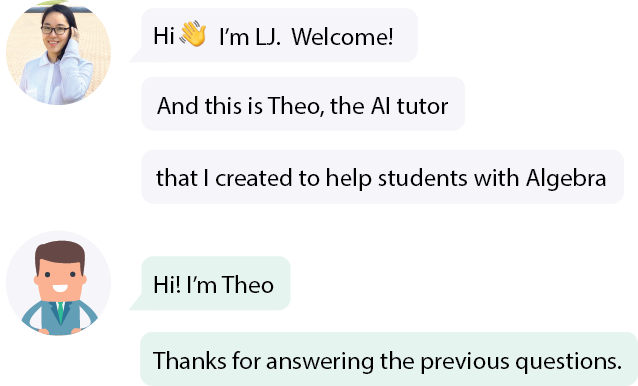 Hi 👋 I'm LJ. Welcome!
And this is Theo, the AI tutor
that I created to help students with Algebra
Hi! I'm Theo
Thanks for answering the previous questions.